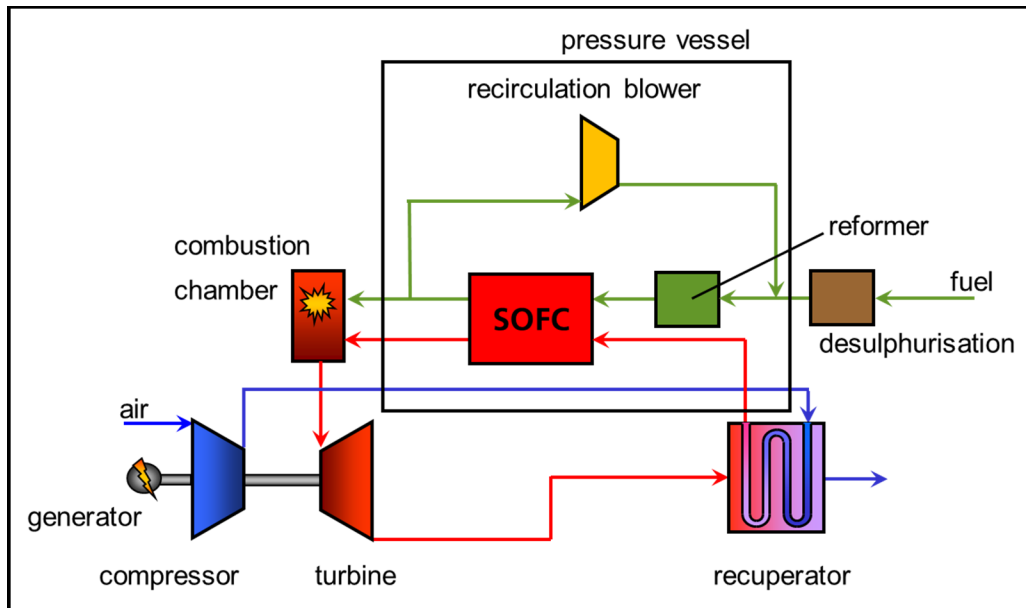 pressure vessel
recirculation blower
reformer
combustion
chamber
SOFC
fuel
desulphurisation
air
generator
compressor
turbine
recuperator